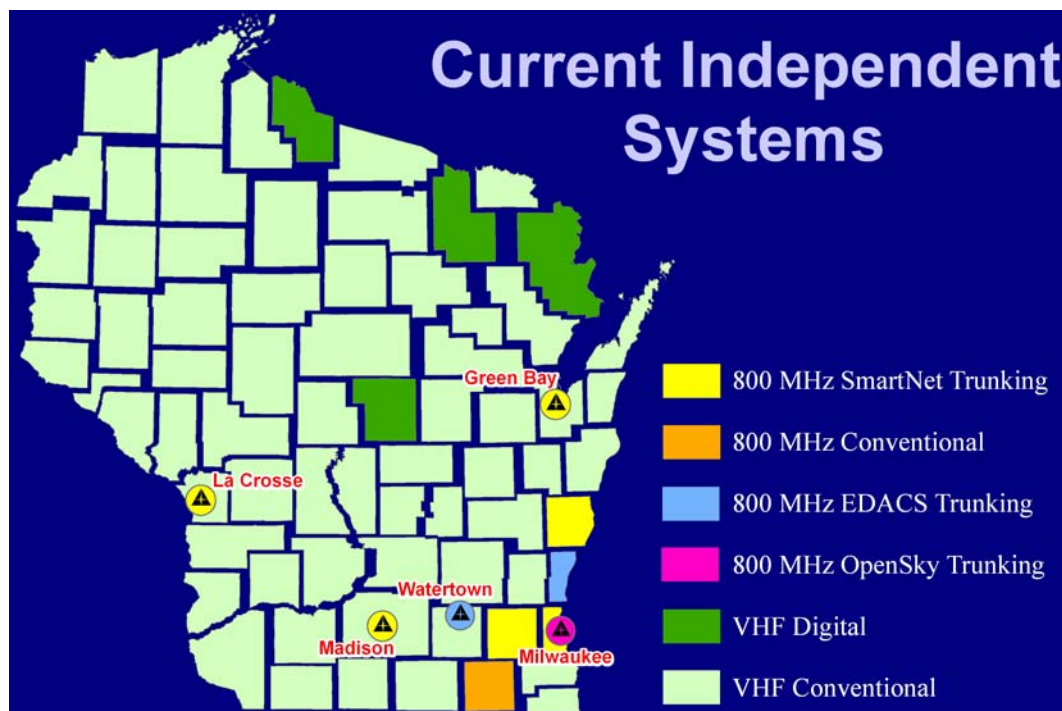 Current Independent
Systems
Green Bay
800 MHz SmartNet Trunking
800 MHz Conventional
La Crosse
800 MHz EDACS Trunking
800 MHz OpenSky Trunking
Watertown
VHF Digital
Madison
Milwaukee
VHF Conventional